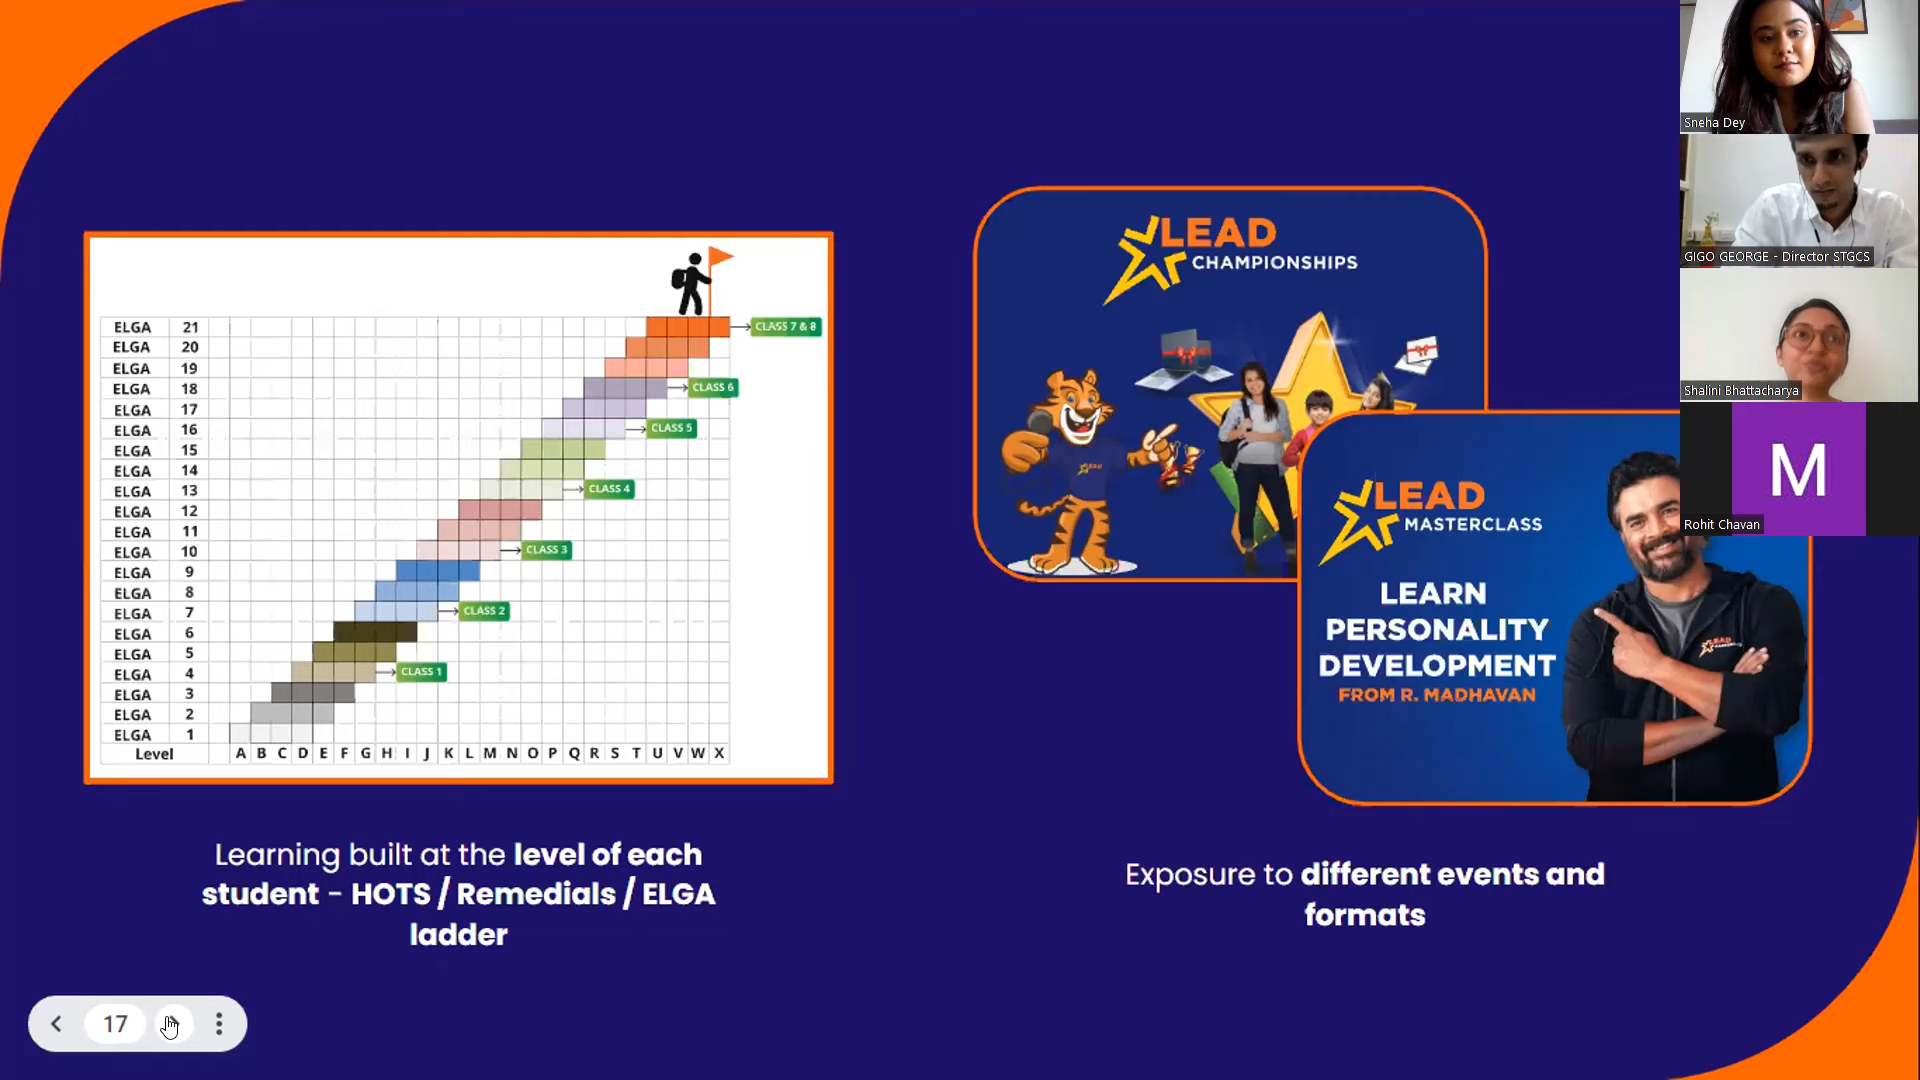 ELGA 21 CLASS 7 & 8
ELGA 20
ELGA 19
ELGA 18 CLASS 6
ELGA 17
ELGA 16 CLASS 5
ELGA 15
ELGA 14
ELGA 13 CLASS 4
ELGA 12
ELGA 11
ELGA 10 CLASS 3
ELGA 9
ELGA 8
ELGA 7 CLASS 2
ELGA 6
ELGA 5
ELGA 4 CLASS 1
ELGA 3
ELGA 2
ELGA 1
Level A B C D E F G H I J K L M N O P Q R S T U V W X
Learning built at the level of each
student - HOTS / Remedials / ELGA
ladder
LEAD
CHAMPIONSHIPS
LEAD
MASTERCLASS
LEARN
PERSONALITY
DEVELOPMENT
FROM R. MADHAVAN
Exposure to different events and
formats
Sneha Dey
GIGO GEORGE - Director STGCS
Shalini Bhattacharya
M
Rohit Chavan
17